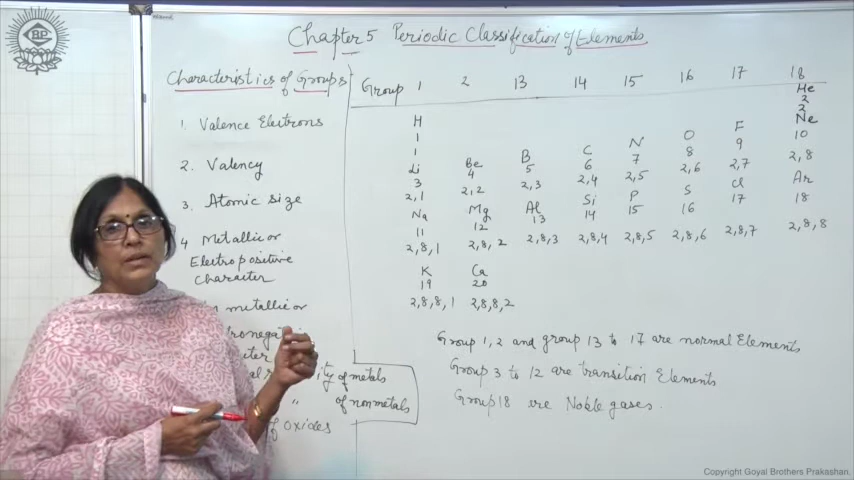 Chapter 5 Periodic Classification of Elements
Characteristics of Groups
1. Valence Electrons
2. Valency
3. Atomic size
4 Metallic or
Electropositive
character
metallic or
of metals
" of nonmetals
of oxides
Group 1 2 13 14 15 16 17 18
He
2
2
H Ne
1 B C N O F 10
1 Be 5 6 7 8 9 2,8
Li 4 2,3 2,4 2,5 2,6 2,7 Ar
3 2,2 Al Si P S Cl 18
2,1 Mg 13 14 15 16 17 2,8,8
Na 12 2,8,3 2,8,4 2,8,5 2,8,6 2,8,7
11 2,8,2
2,8,1
K Ca
19 20
2,8,8,1 2,8,8,2
Group 1,2 and group 13 to 17 are normal Elements
Group 3 to 12 are transition Elements
Group 18 are Noble gases.
Copyright Goyal Brothers Prakashan.